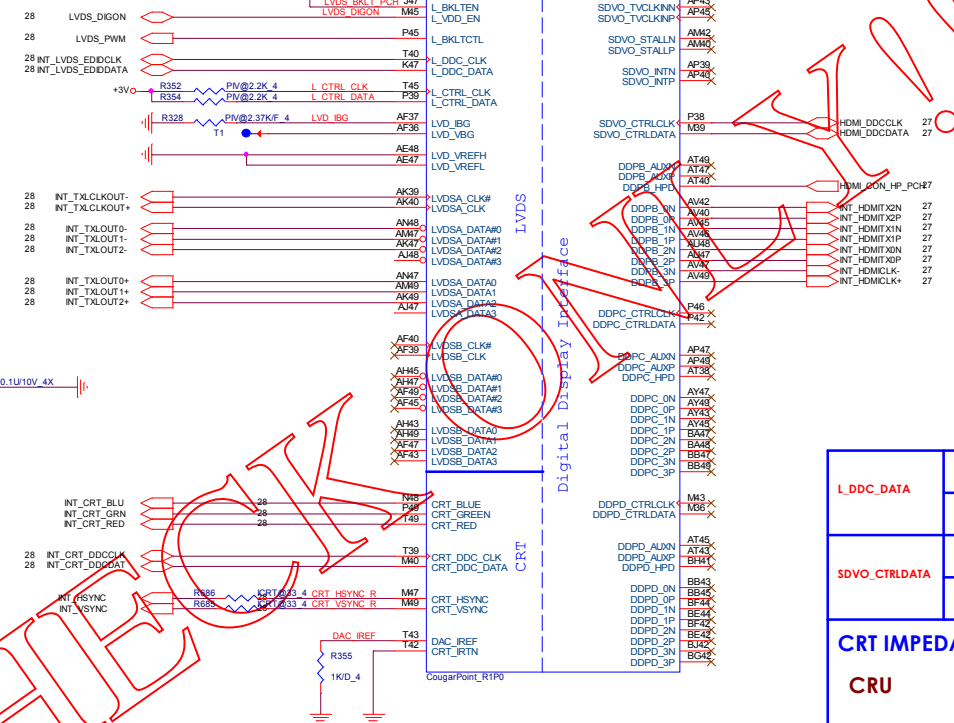 LVDS_BKLT_PCH J47 L_BKLTEN
28 LVDS_DIGON LVDS_DIGON M45 L_VDD_EN
28 LVDS_PWM P45 L_BKLTCTL
28 INT_LVDS_EDIDCLK T40 L_DDC_CLK
28 INT_LVDS_EDIDDATA K47 L_DDC_DATA
+3V R352 PIV@2.2K_4 L_CTRL_CLK T45 L_CTRL_CLK
R354 PIV@2.2K_4 L_CTRL_DATA P39 L_CTRL_DATA
R328 PIV@2.37K/F_4 LVD_IBG AF37 LVD_IBG
T1 AF36 LVD_VBG
AE48 LVD_VREFH
AE47 LVD_VREFL
28 INT_TXLCLKOUT- AK39 LVDSA_CLK#
28 INT_TXLCLKOUT+ AK40 LVDSA_CLK
28 INT_TXLOUT0- AN48 LVDSA_DATA#0
28 INT_TXLOUT1- AM47 LVDSA_DATA#1
28 INT_TXLOUT2- AK47 LVDSA_DATA#2
AJ48 LVDSA_DATA#3
28 INT_TXLOUT0+ AN47 LVDSA_DATA0
28 INT_TXLOUT1+ AM49 LVDSA_DATA1
28 INT_TXLOUT2+ AK49 LVDSA_DATA2
AJ47 LVDSA_DATA3
AF40 LVDSB_CLK#
AF39 LVDSB_CLK
AH45 LVDSB_DATA#0
AH47 LVDSB_DATA#1
AF49 LVDSB_DATA#2
AF45 LVDSB_DATA#3
0.1U/10V_4X
AH43 LVDSB_DATA0
AH49 LVDSB_DATA1
AF47 LVDSB_DATA2
AF43 LVDSB_DATA3
INT_CRT_BLU 28 N48 CRT_BLUE
INT_CRT_GRN 28 P49 CRT_GREEN
INT_CRT_RED 28 T49 CRT_RED
28 INT_CRT_DDCCLK T39 CRT_DDC_CLK
28 INT_CRT_DDCDAT M40 CRT_DDC_DATA
INT_HSYNC R686 CRT@33_4 CRT_HSYNC_R M47 CRT_HSYNC
INT_VSYNC R685 CRT@33_4 CRT_VSYNC_R M49 CRT_VSYNC
DAC_IREF T43 DAC_IREF
T42 CRT_IRTN
R355
1K/D_4
CougarPoint_R1P0
LVDS
CRT
Digital Display Interface
SDVO_TVCLKINN AP43
SDVO_TVCLKINP AP45
SDVO_STALLN AM42
SDVO_STALLP AM40
SDVO_INTN AP39
SDVO_INTP AP40
SDVO_CTRLCLK P38 HDMI_DDCCLK 27
SDVO_CTRLDATA M39 HDMI_DDCDATA 27
DDPB_AUXN AT49
DDPB_AUXP AT47
DDPB_HPD AT40 HDMI_CON_HP_PCH 27
DDPB_0N AV42 INT_HDMITX2N 27
DDPB_0P AV40 INT_HDMITX2P 27
DDPB_1N AV45 INT_HDMITX1N 27
DDPB_1P AV46 INT_HDMITX1P 27
DDPB_2N AU48 INT_HDMITX0N 27
DDPB_2P AU47 INT_HDMITX0P 27
DDPB_3N AV47 INT_HDMICLK- 27
DDPB_3P AV49 INT_HDMICLK+ 27
DDPC_CTRLCLK P46
DDPC_CTRLDATA P42
DDPC_AUXN AP47
DDPC_AUXP AP49
DDPC_HPD AT38
DDPC_0N AY47
DDPC_0P AY49
DDPC_1N AY43
DDPC_1P AY45
DDPC_2N BA47
DDPC_2P BA48
DDPC_3N BB47
DDPC_3P BB49
DDPD_CTRLCLK M43
DDPD_CTRLDATA M36
DDPD_AUXN AT45
DDPD_AUXP AT43
DDPD_HPD BH41
DDPD_0N BB43
DDPD_0P BB45
DDPD_1N BF44
DDPD_1P BE44
DDPD_2N BF42
DDPD_2P BE42
DDPD_3N BJ42
DDPD_3P BG42
L_DDC_DATA
SDVO_CTRLDATA
CRT IMPEDA
CRU